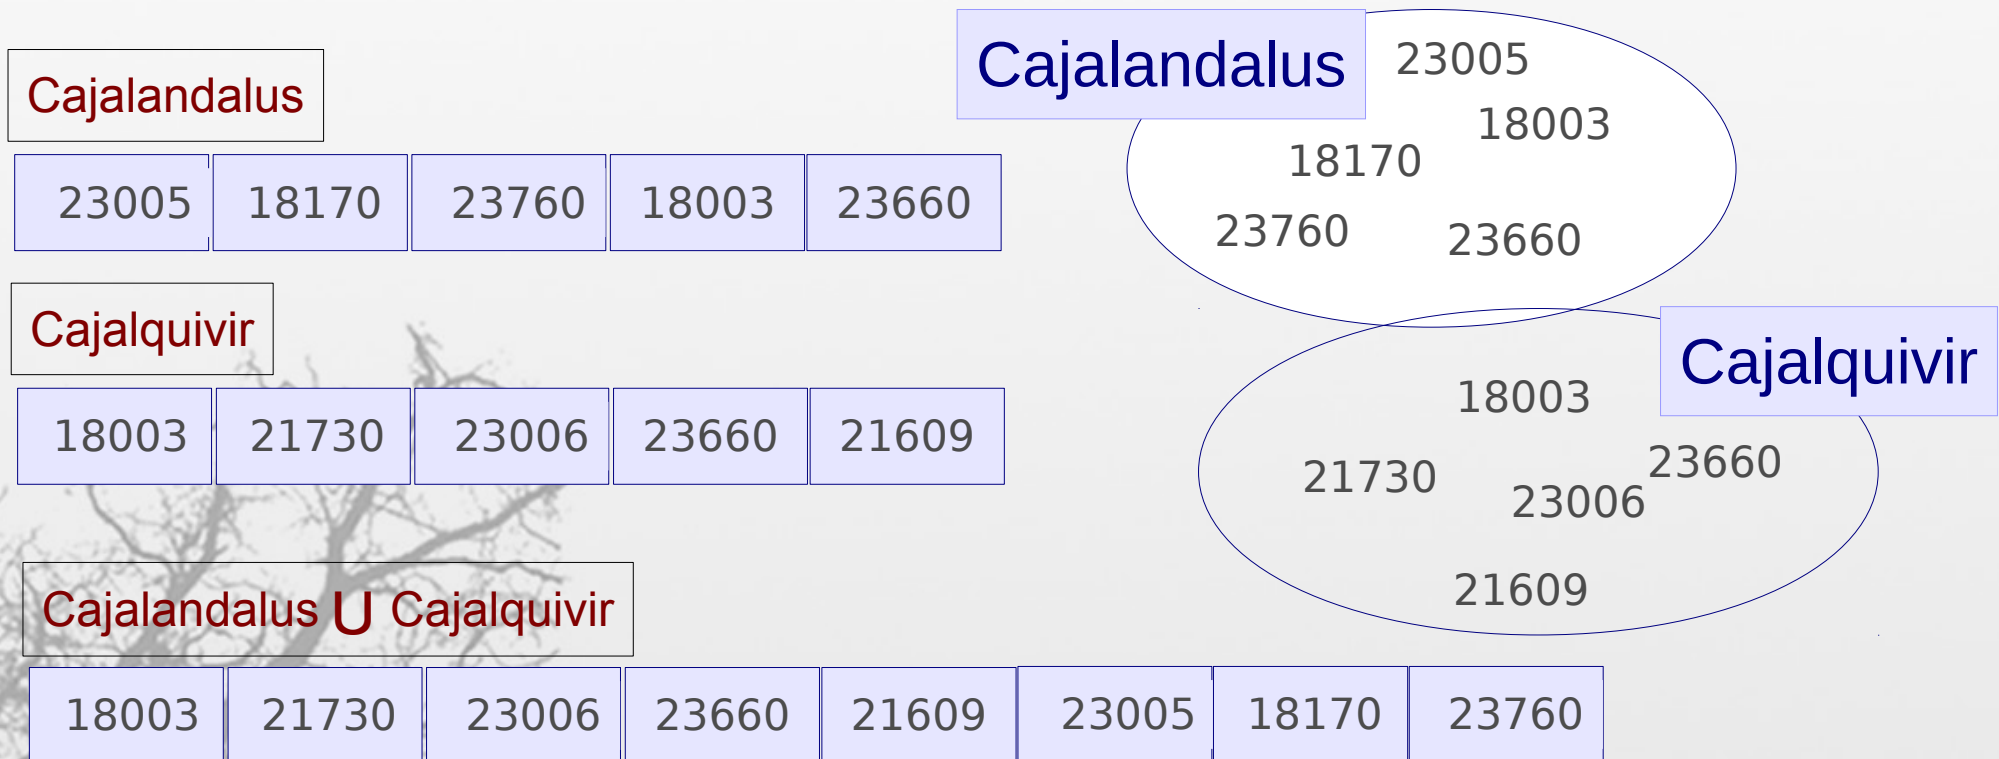 Cajalandalus
23005 18170 23760 18003 23660
Cajalquivir
18003 21730 23006 23660 21609
Cajalandalus U Cajalquivir
18003 21730 23006 23660 21609 23005 18170 23760
Cajalandalus
23005
18003
18170
23760
23660
Cajalquivir
18003
23660
21730
23006
21609